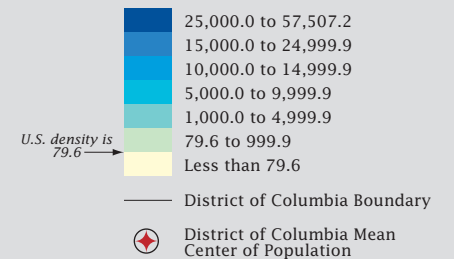 25,000.0 to 57,507.2
15,000.0 to 24,999.9
10,000.0 to 14,999.9
5,000.0 to 9,999.9
1,000.0 to 4,999.9
U.S. density is
79.6
79.6 to 999.9
Less than 79.6
District of Columbia Boundary
District of Columbia Mean
Center of Population